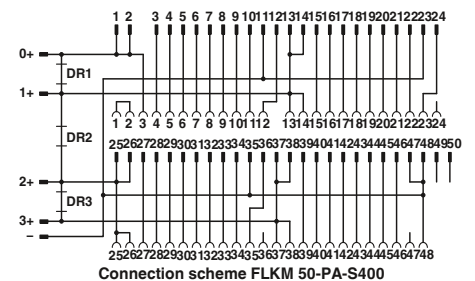 1 2 3 4 5 6 7 8 9 10 11 12 13 14 15 16 17 18 19 20 21 22 23 24
0+
DR1
1+
1 2 3 4 5 6 7 8 9 10 11 12 13 14 15 16 17 18 19 20 21 22 23 24
DR2
25 26 27 28 29 30 31 32 33 34 35 36 37 38 39 40 41 42 43 44 45 46 47 48 49 50
2+
DR3
3+
–
25 26 27 28 29 30 31 32 33 34 35 36 37 38 39 40 41 42 43 44 45 46 47 48
Connection scheme FLKM 50-PA-S400